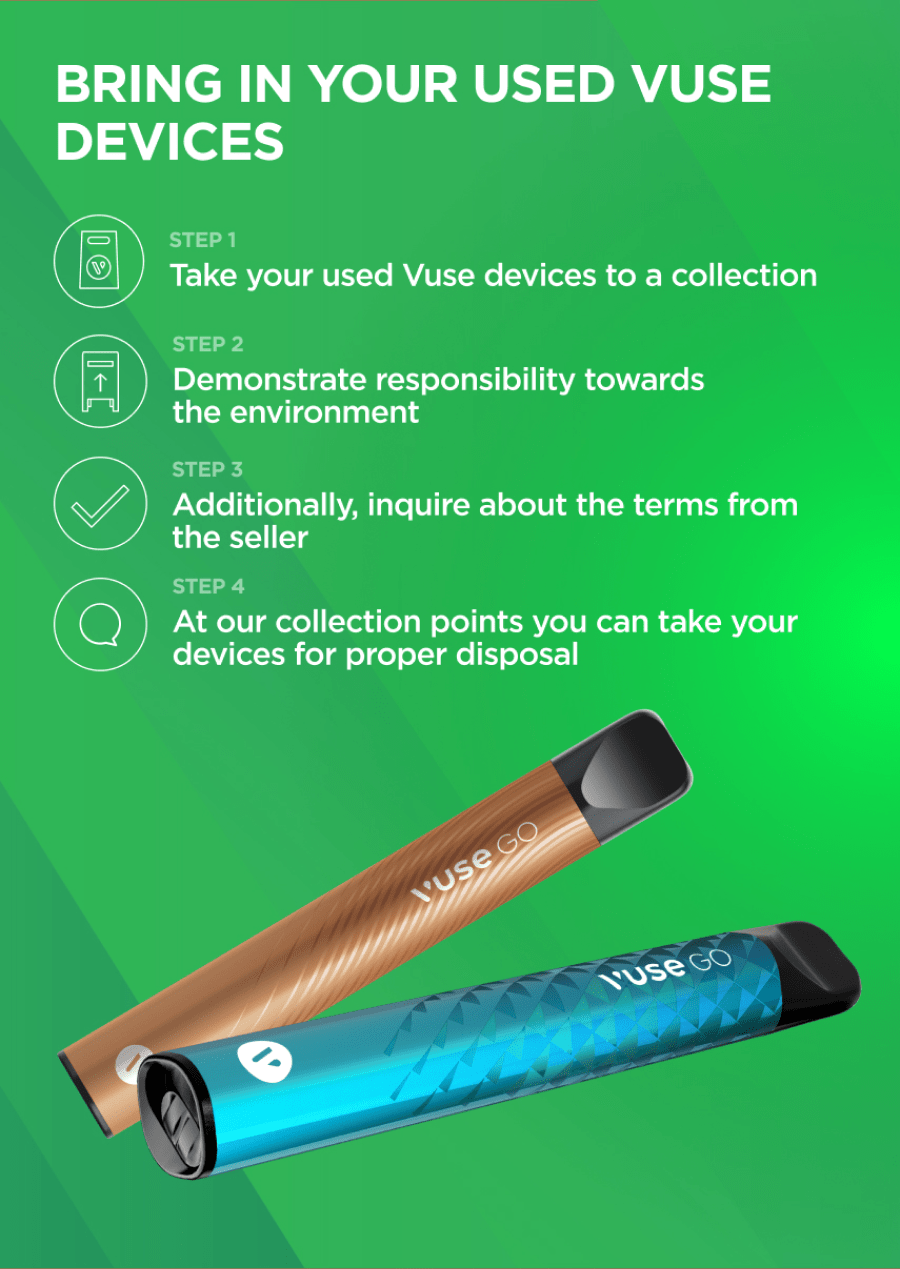 BRING IN YOUR USED VUSE
DEVICES
STEP 1
Take your used Vuse devices to a collection
STEP 2
Demonstrate responsibility towards
the environment
STEP 3
Additionally, inquire about the terms from
the seller
STEP 4
At our collection points you can take your
devices for proper disposal
vuse GO
vuse GO